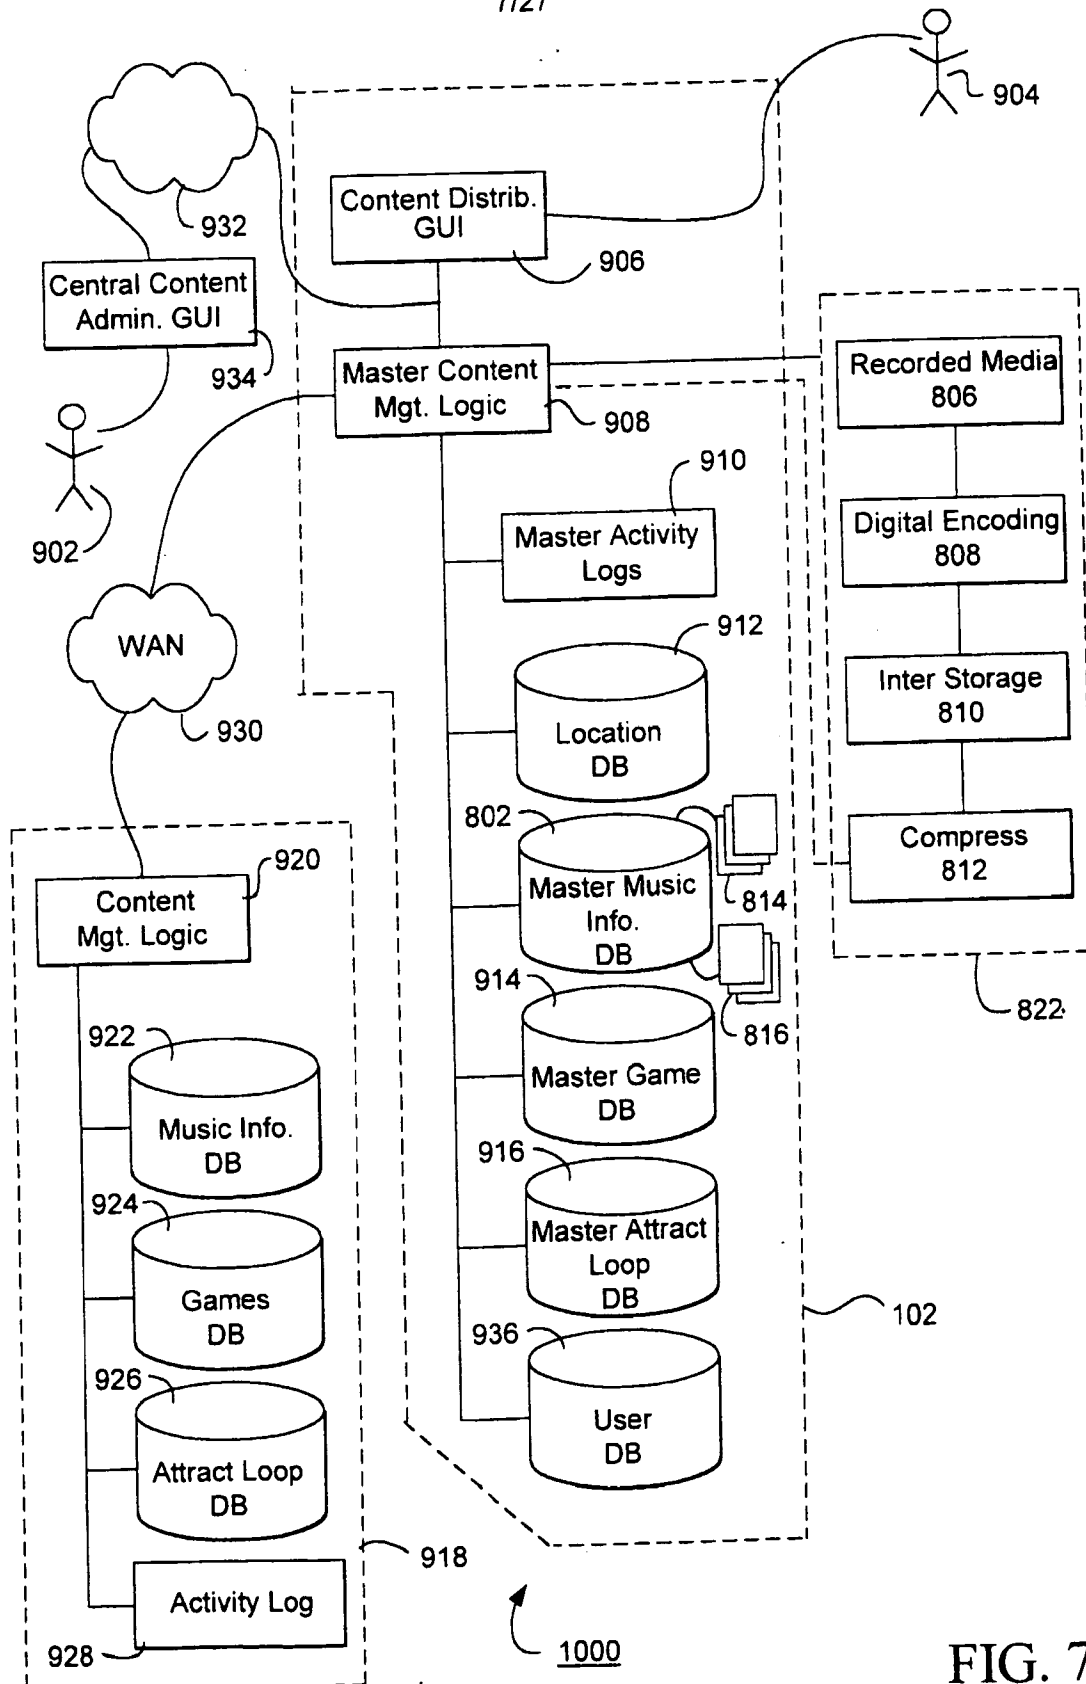 7/27
904
932
Content Distrib.
GUI
906
Central Content
Admin. GUI
934
Master Content
Mgt. Logic
908
Recorded Media
806
902
910
Master Activity
Logs
Digital Encoding
808
WAN
930
912
Location
DB
Inter Storage
810
802
Master Music
Info.
DB
814
816
Compress
812
822
920
Content
Mgt. Logic
914
Master Game
DB
922
Music Info.
DB
916
Master Attract
Loop
DB
924
Games
DB
102
936
User
DB
926
Attract Loop
DB
918
Activity Log
928
1000
FIG. 7